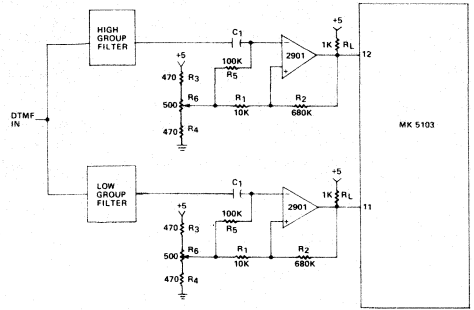 HIGH
GROUP
FILTER
C1
+5
+5
1K RL
−
+
2901
12
100K
R5
470 R3
R6
500
R1
10K
R2
680K
470 R4
DTMF
IN
MK 5103
LOW
GROUP
FILTER
C1
+5
+5
1K RL
−
+
2901
11
100K
R5
470 R3
R6
500
R1
10K
R2
680K
470 R4